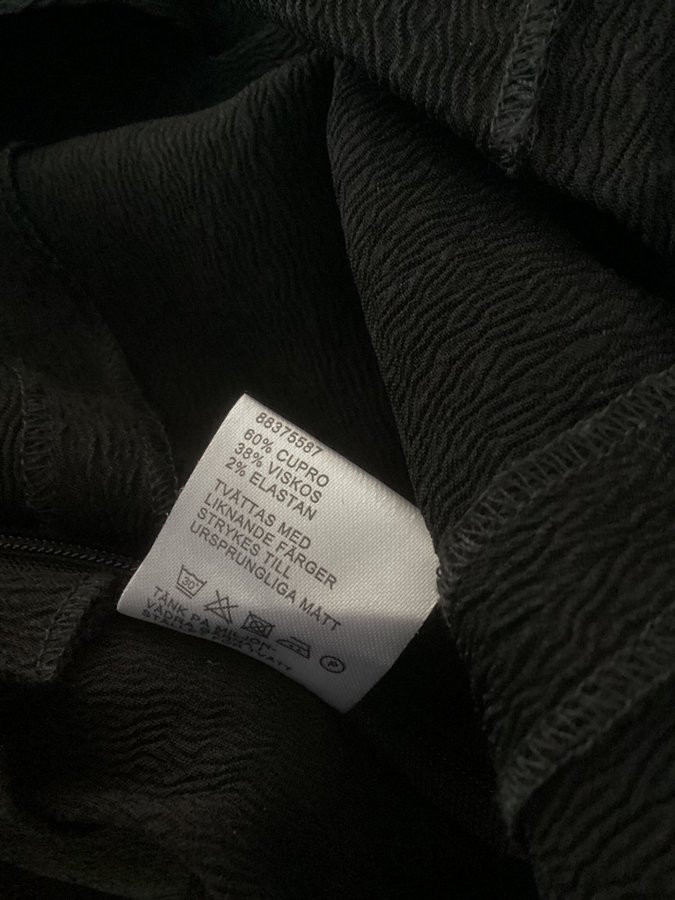 88375587
60% CUPRO
38% VISKOS
2% ELASTAN
TVÄTTAS MED
LIKNANDE FÄRGER
STRYKES TILL
URSPRUNGLIGA MÅTT
30°
P
TÄNK PÅ MILJÖN-
VÄDRA